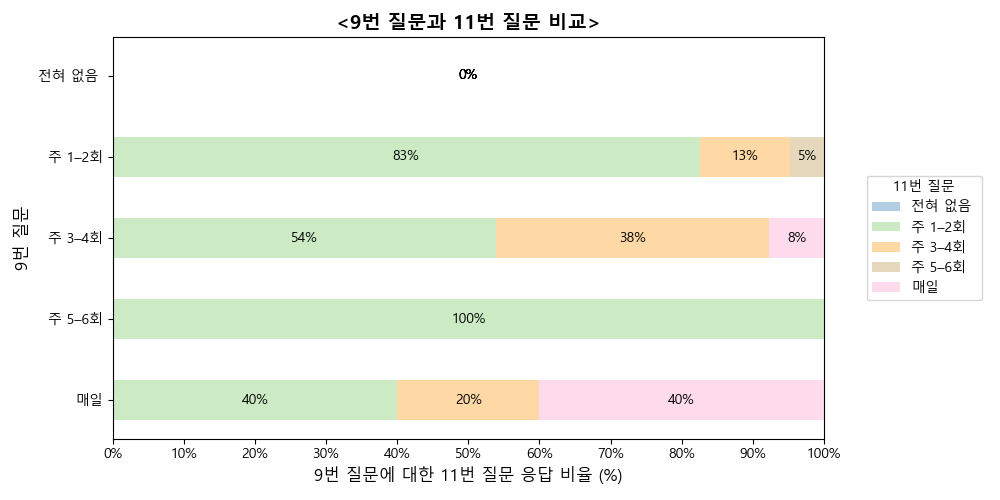 <9번 질문과 11번 질문 비교>
전혀 없음
0%
주 1–2회
83%
13%
5%
주 3–4회
54%
38%
8%
주 5–6회
100%
매일
40%
20%
40%
9번 질문
0%
10%
20%
30%
40%
50%
60%
70%
80%
90%
100%
9번 질문에 대한 11번 질문 응답 비율 (%)
11번 질문
전혀 없음
주 1–2회
주 3–4회
주 5–6회
매일